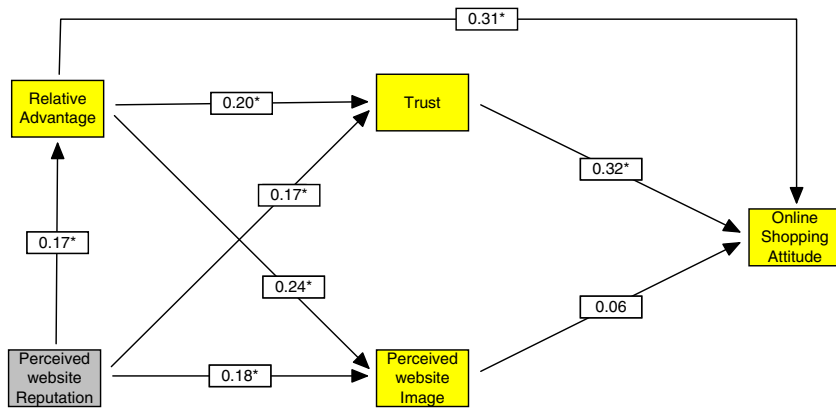 0.31*
Relative
Advantage
0.20*
Trust
0.32*
0.17*
Online
Shopping
Attitude
0.17*
0.24*
0.06
Perceived
website
Reputation
0.18*
Perceived
website
Image